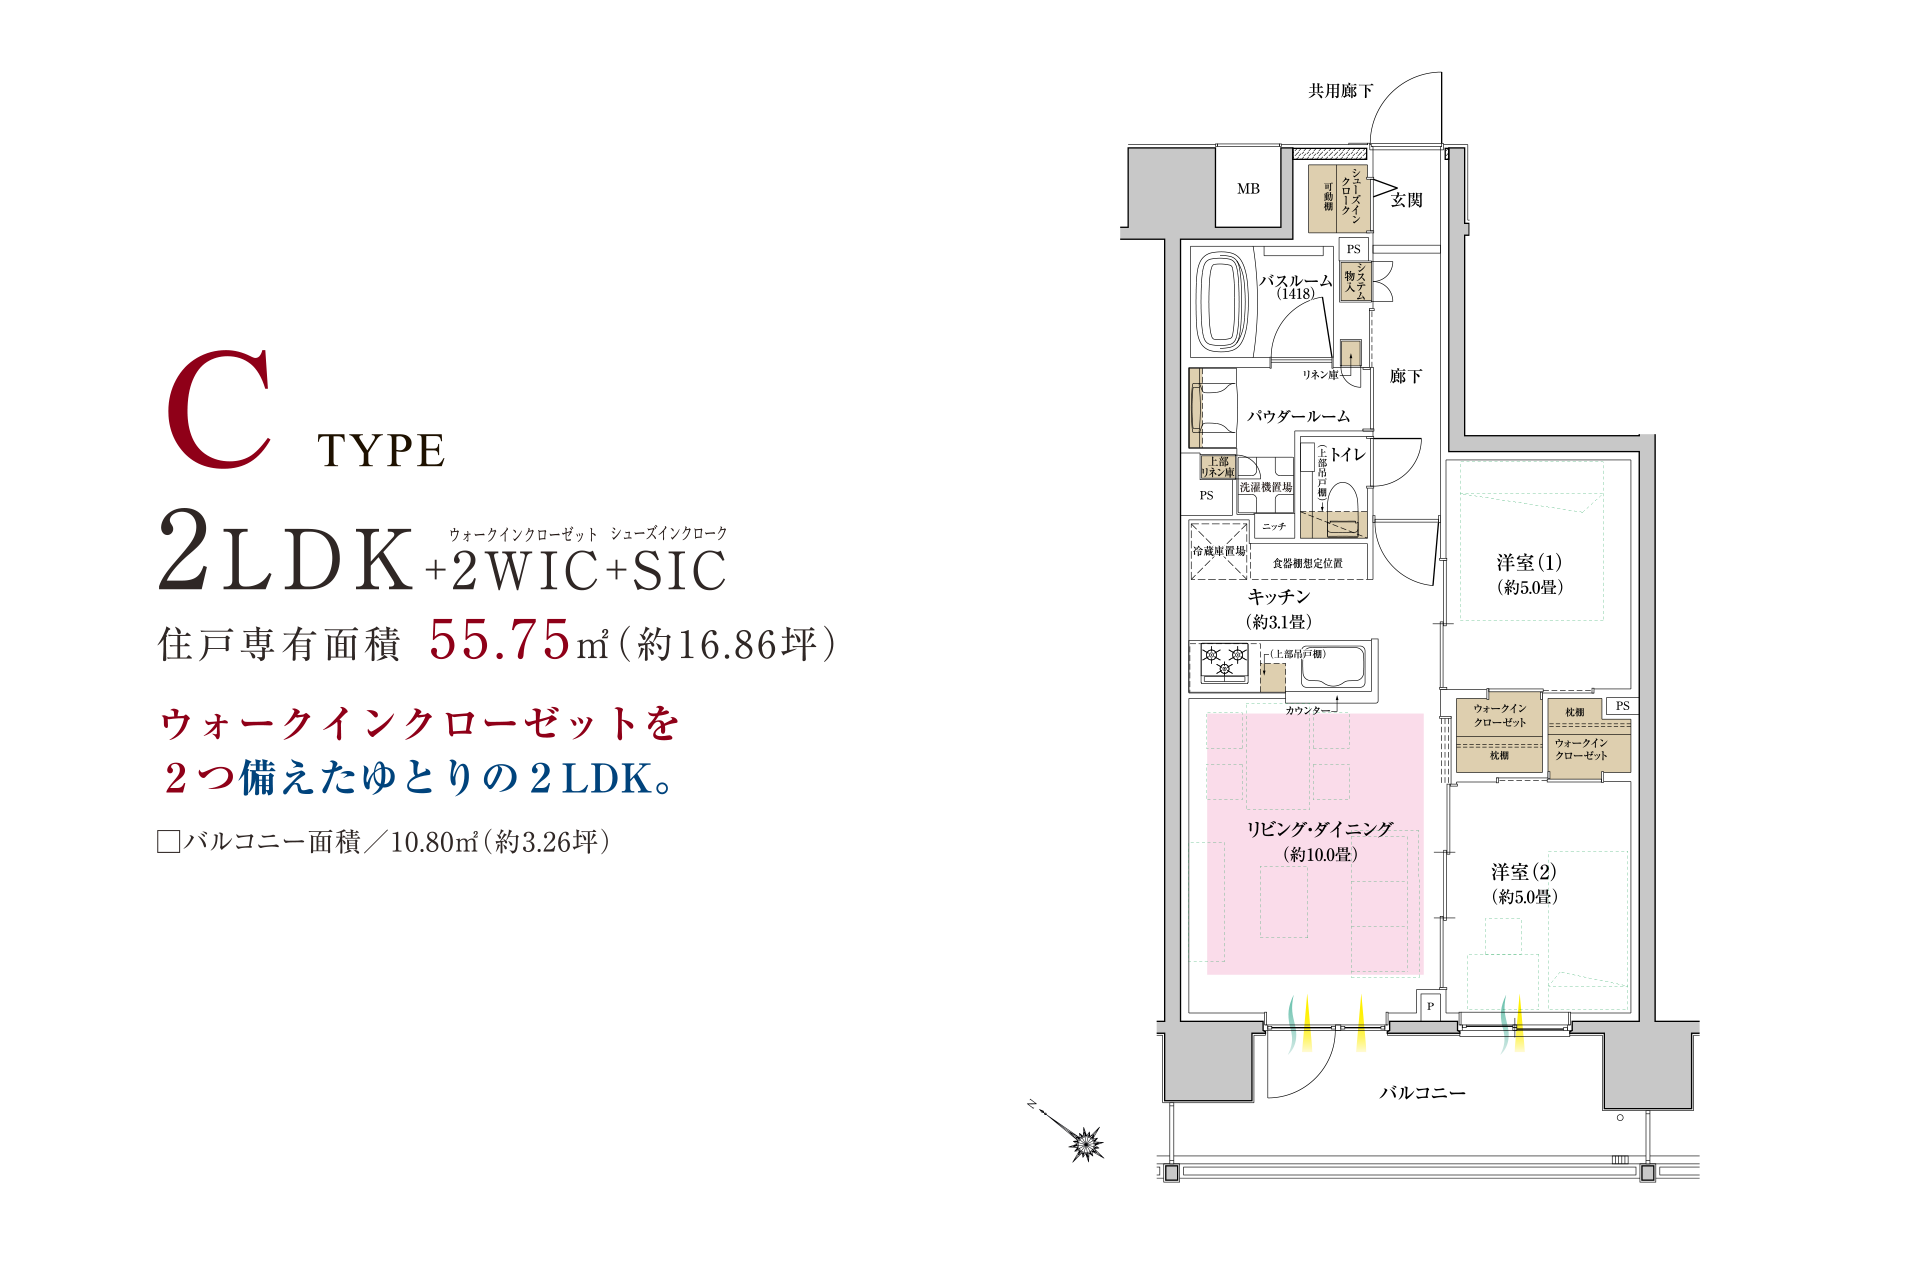 C TYPE
ウォークインクローゼット シューズインクローク
2LDK+2WIC+SIC
住戸専有面積 55.75㎡(約16.86坪)
ウォークインクローゼットを
2つ備えたゆとりの2LDK。
□バルコニー面積／10.80㎡(約3.26坪)
共用廊下
MB
可動棚
シューズイン
クローク
玄関
PS
システム
物入
バスルーム
(1418)
リネン庫
廊下
パウダールーム
トイレ
(上部吊戸棚)
上部
リネン庫
洗濯機置場
PS
ニッチ
冷蔵庫置場
食器棚想定位置
キッチン
(約3.1畳)
(上部吊戸棚)
カウンター
洋室(1)
(約5.0畳)
ウォークイン
クローゼット
枕棚
枕棚
ウォークイン
クローゼット
PS
リビング・ダイニング
(約10.0畳)
洋室(2)
(約5.0畳)
P
バルコニー
N